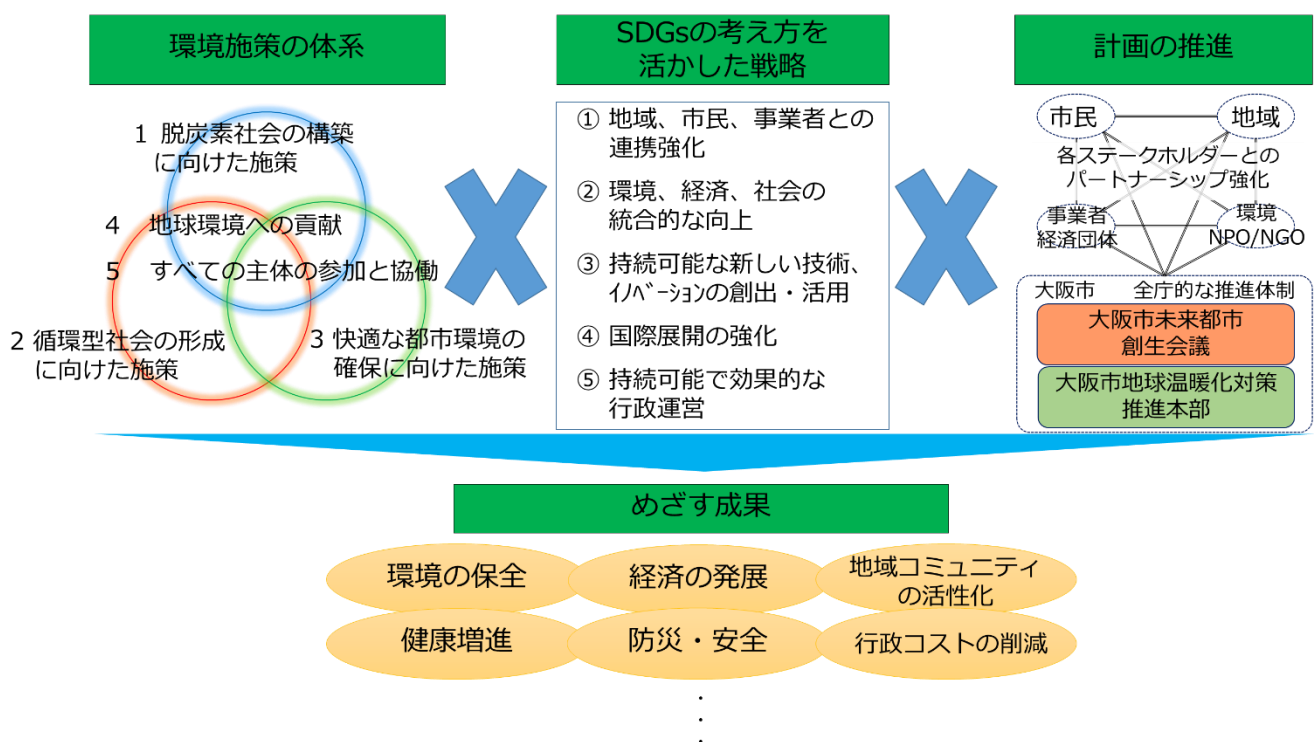 環境施策の体系
1 脱炭素社会の構築
に向けた施策
4 地球環境への貢献
5 すべての主体の参加と協働
2 循環型社会の形成
に向けた施策
3 快適な都市環境の
確保に向けた施策
SDGsの考え方を
活かした戦略
① 地域、市民、事業者との
連携強化
② 環境、経済、社会の
統合的な向上
③ 持続可能な新しい技術、
ｲﾉﾍﾞｰｼｮﾝの創出・活用
④ 国際展開の強化
⑤ 持続可能で効果的な
行政運営
計画の推進
市民
地域
各ステークホルダーとの
パートナーシップ強化
事業者
経済団体
環境
NPO/NGO
大阪市 全庁的な推進体制
大阪市未来都市
創生会議
大阪市地球温暖化対策
推進本部
めざす成果
環境の保全
経済の発展
地域コミュニティ
の活性化
健康増進
防災・安全
行政コストの削減
・
・
・